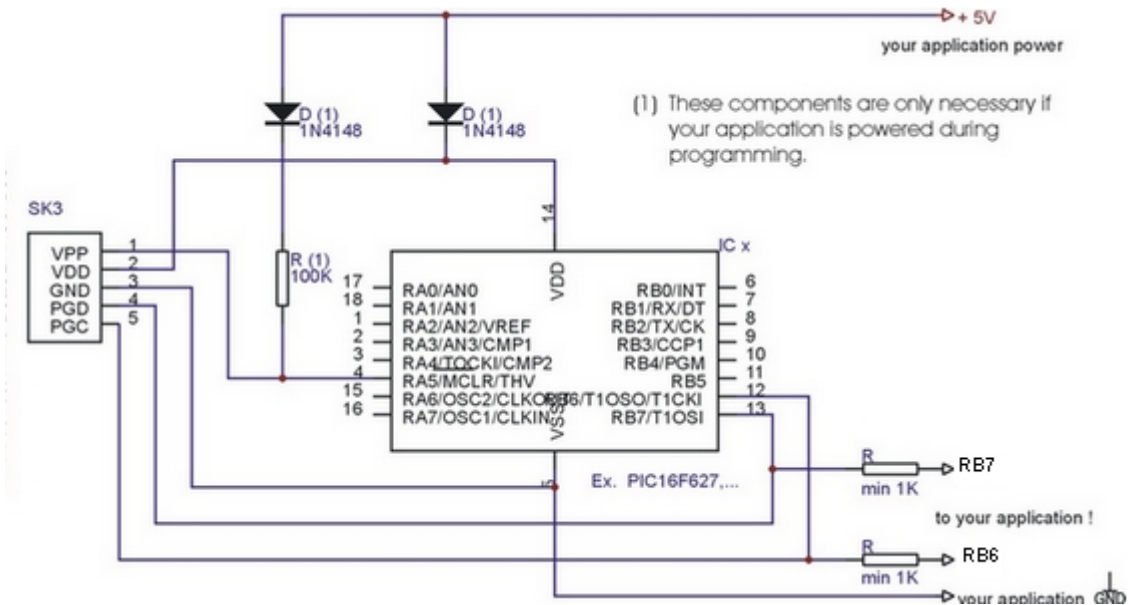 + 5V
your application power
(1) These components are only necessary if
your application is powered during
programming.
D (1)
1N4148
D (1)
1N4148
SK3
VPP 1
VDD 2
GND 3
PGD 4
PGC 5
R (1)
100K
14
VDD
IC x
17 RA0/AN0
18 RA1/AN1
1 RA2/AN2/VREF
2 RA3/AN3/CMP1
3 RA4/TOCKI/CMP2
4 RA5/MCLR/THV
15 RA6/OSC2/CLKOUT
16 RA7/OSC1/CLKIN
RB0/INT 6
RB1/RX/DT 7
RB2/TX/CK 8
RB3/CCP1 9
RB4/PGM 10
RB5 11
RB6/T1OSO/T1CKI 12
RB7/T1OSI 13
VSS
5
Ex. PIC16F627,...
R
min 1K
RB7
to your application !
R
min 1K
RB6
your application GND